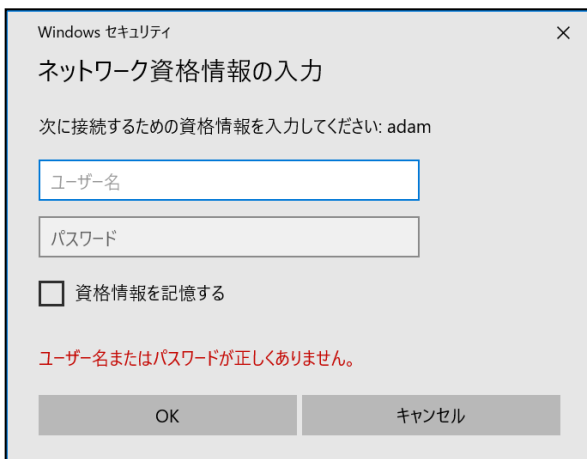 Windows セキュリティ
ネットワーク資格情報の入力
次に接続するための資格情報を入力してください: adam
ユーザー名
パスワード
資格情報を記憶する
ユーザー名またはパスワードが正しくありません。
OK
キャンセル